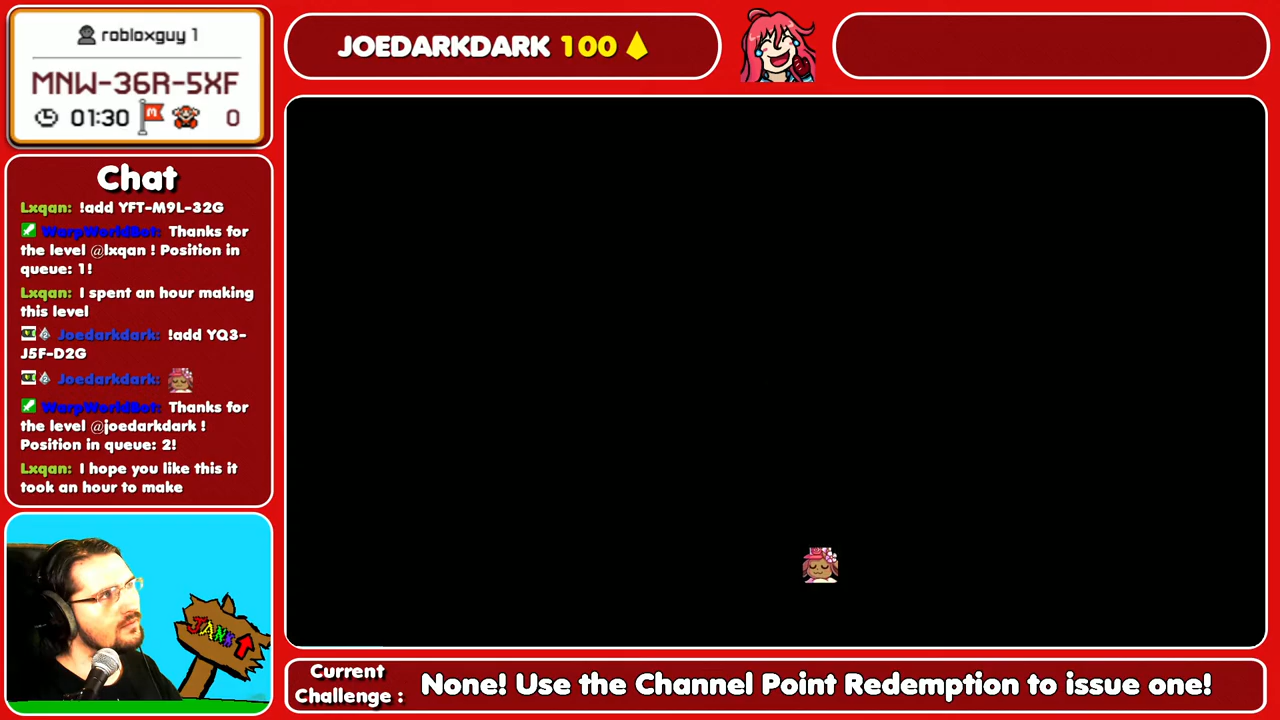 robloxguy 1
MNW-36R-5XF
01:30 M 0
JOEDARKDARK 100
Chat
Lxqan: !add YFT-M9L-32G
WarpWorldBot: Thanks for
the level @lxqan ! Position in
queue: 1!
Lxqan: I spent an hour making
this level
Joedarkdark: !add YQ3-
J5F-D2G
Joedarkdark:
WarpWorldBot: Thanks for
the level @joedarkdark !
Position in queue: 2!
Lxqan: I hope you like this it
took an hour to make
JANK
Current
Challenge :
None! Use the Channel Point Redemption to issue one!